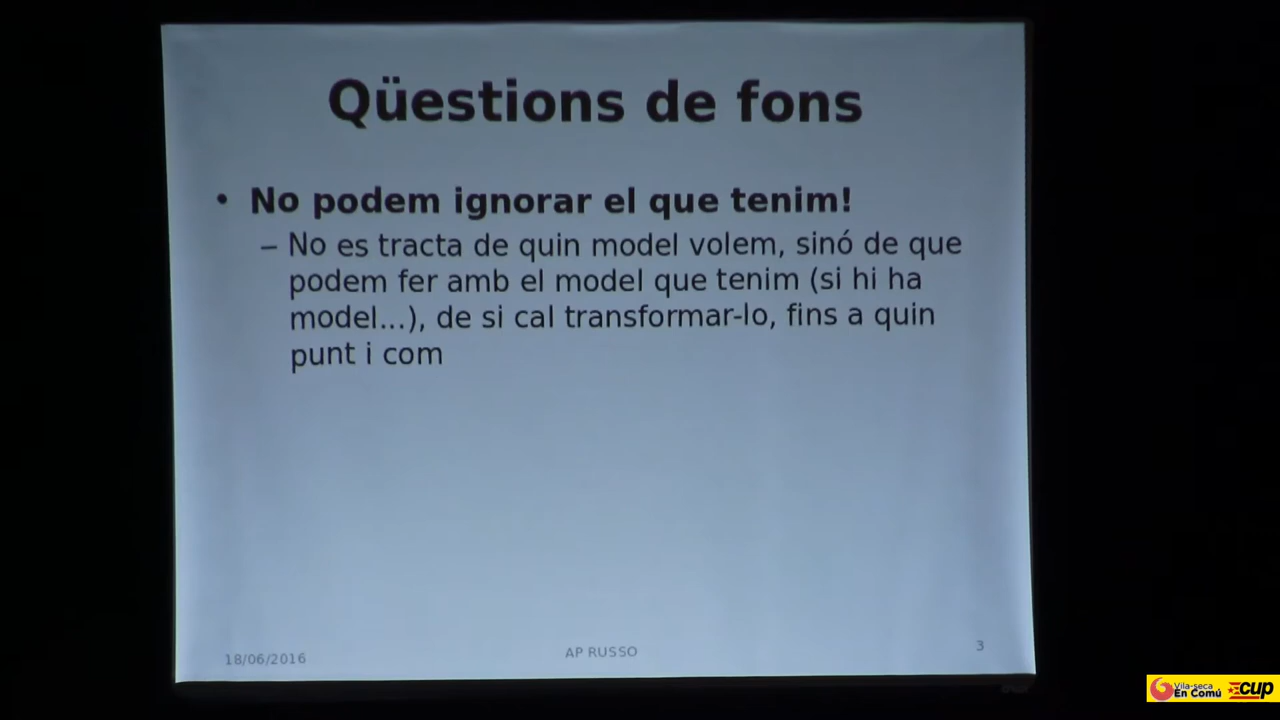 Qüestions de fons
• No podem ignorar el que tenim!
– No es tracta de quin model volem, sinó de que
podem fer amb el model que tenim (si hi ha
model...), de si cal transformar-lo, fins a quin
punt i com
18/06/2016
AP RUSSO
3
Vila-seca
En Comú
cup